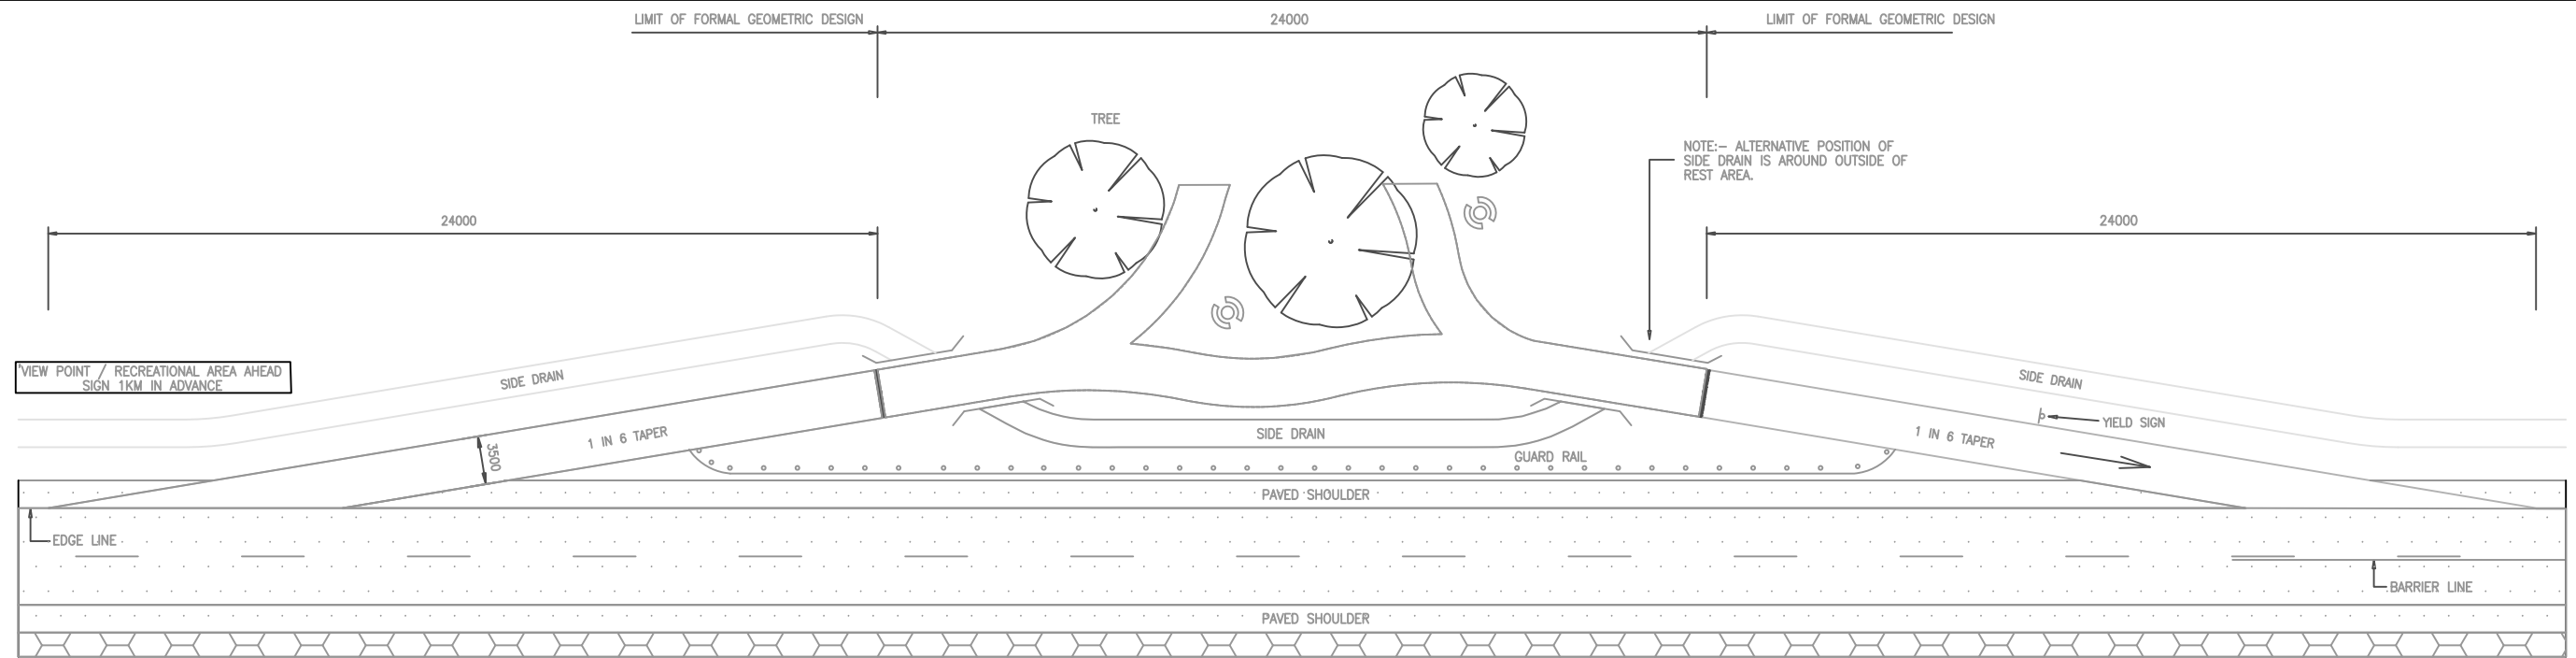 LIMIT OF FORMAL GEOMETRIC DESIGN
24000
LIMIT OF FORMAL GEOMETRIC DESIGN
TREE
NOTE:- ALTERNATIVE POSITION OF
SIDE DRAIN IS AROUND OUTSIDE OF
REST AREA.
24000
24000
'VIEW POINT / RECREATIONAL AREA AHEAD
SIGN 1KM IN ADVANCE
SIDE DRAIN
SIDE DRAIN
YIELD SIGN
1 IN 6 TAPER
SIDE DRAIN
1 IN 6 TAPER
3500
GUARD RAIL
PAVED SHOULDER
EDGE LINE
BARRIER LINE
PAVED SHOULDER